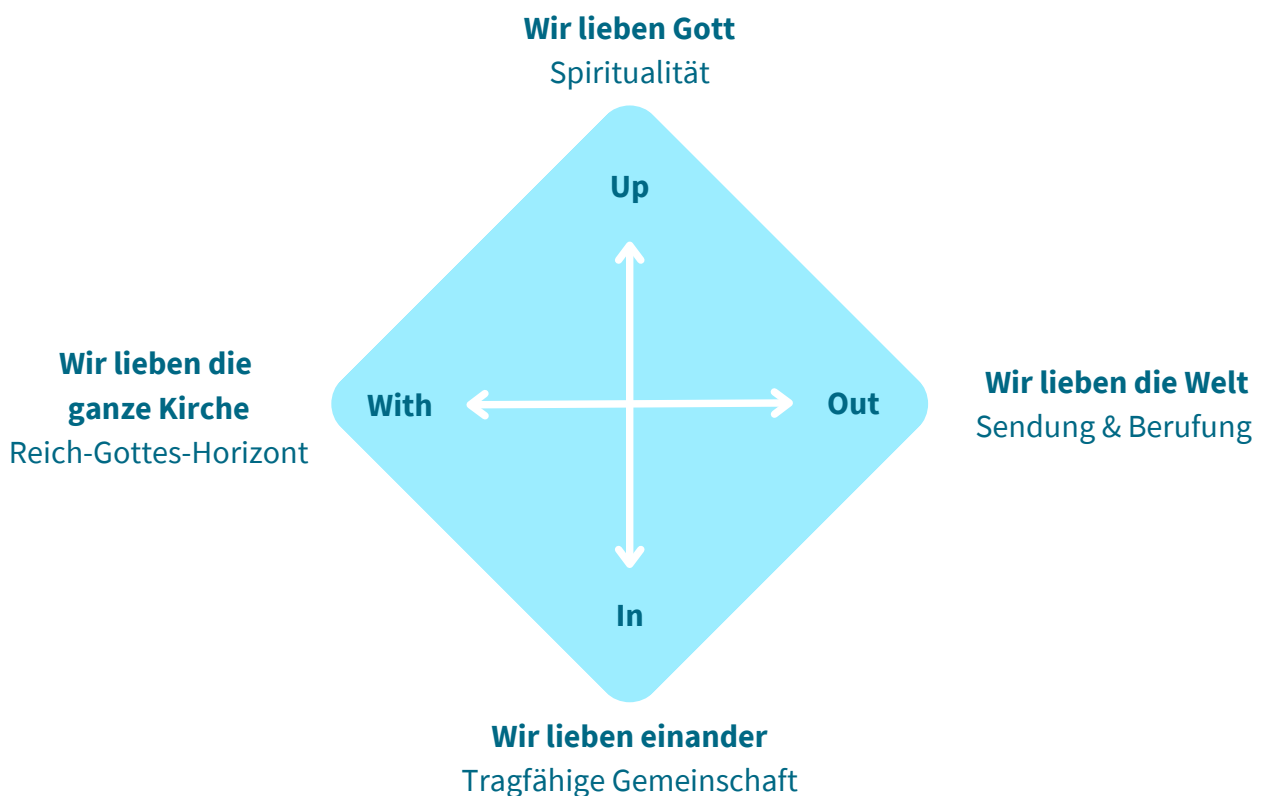 Wir lieben Gott
Spiritualität
Up
Wir lieben die
ganze Kirche
Reich-Gottes-Horizont
With
Out
Wir lieben die Welt
Sendung & Berufung
In
Wir lieben einander
Tragfähige Gemeinschaft